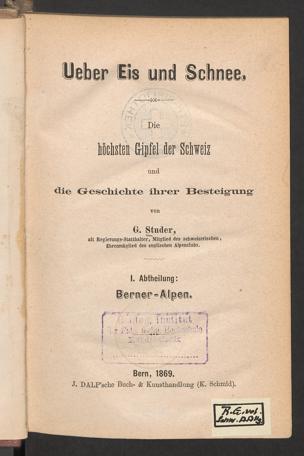 Ueber Eis und Schnee.
Die
höchsten Gipfel der Schweiz
und
die Geschichte ihrer Besteigung
von
G. Studer,
alt Regierungs-Statthalter, Mitglied des schweizerischen,
Ehrenmitglied des englischen Alpenclubs.
I. Abtheilung:
Berner-Alpen.
Institut
Bern, 1869.
J. DALP'sche Buch- & Kunsthandlung (K. Schmid).